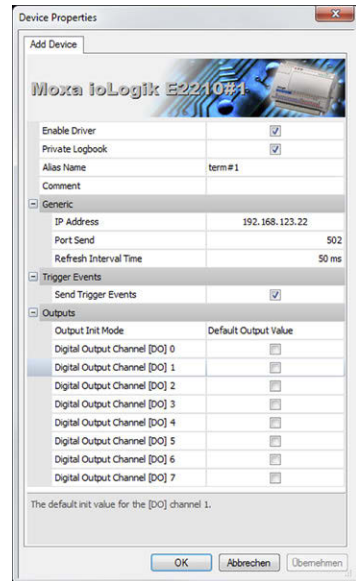 Device Properties
Add Device
Moxa ioLogik E2210#1
Enable Driver
Private Logbook
Alias Name term#1
Comment
Generic
IP Address 192.168.123.22
Port Send 502
Refresh Interval Time 50 ms
Trigger Events
Send Trigger Events
Outputs
Output Init Mode Default Output Value
Digital Output Channel [DO] 0
Digital Output Channel [DO] 1
Digital Output Channel [DO] 2
Digital Output Channel [DO] 3
Digital Output Channel [DO] 4
Digital Output Channel [DO] 5
Digital Output Channel [DO] 6
Digital Output Channel [DO] 7
The default init value for the [DO] channel 1.
OK Abbrechen Übernehmen